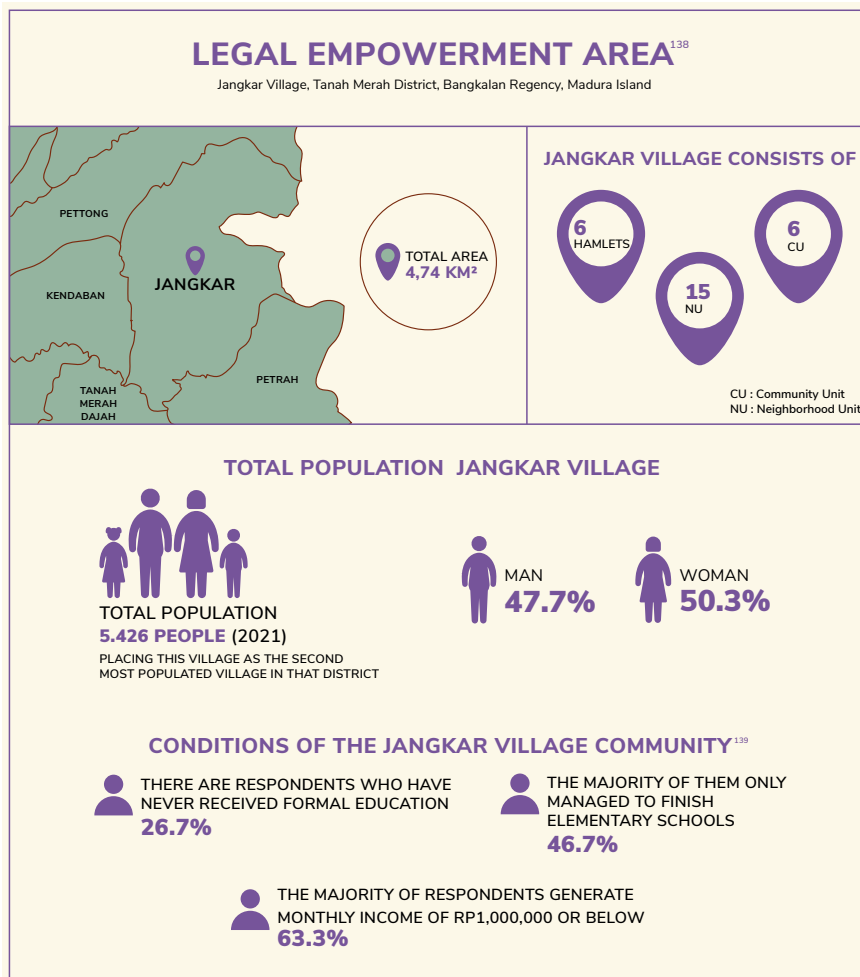 LEGAL EMPOWERMENT AREA138
Jangkar Village, Tanah Merah District, Bangkalan Regency, Madura Island
PETTONG
KENDABAN
JANGKAR
TANAH
MERAH
DAJAH
PETRAH
TOTAL AREA
4,74 KM²
JANGKAR VILLAGE CONSISTS OF
6
HAMLETS
15
NU
6
CU
CU : Community Unit
NU : Neighborhood Unit
TOTAL POPULATION JANGKAR VILLAGE
TOTAL POPULATION
5.426 PEOPLE (2021)
PLACING THIS VILLAGE AS THE SECOND
MOST POPULATED VILLAGE IN THAT DISTRICT
MAN
47.7%
WOMAN
50.3%
CONDITIONS OF THE JANGKAR VILLAGE COMMUNITY139
THERE ARE RESPONDENTS WHO HAVE
NEVER RECEIVED FORMAL EDUCATION
26.7%
THE MAJORITY OF THEM ONLY
MANAGED TO FINISH
ELEMENTARY SCHOOLS
46.7%
THE MAJORITY OF RESPONDENTS GENERATE
MONTHLY INCOME OF RP1,000,000 OR BELOW
63.3%